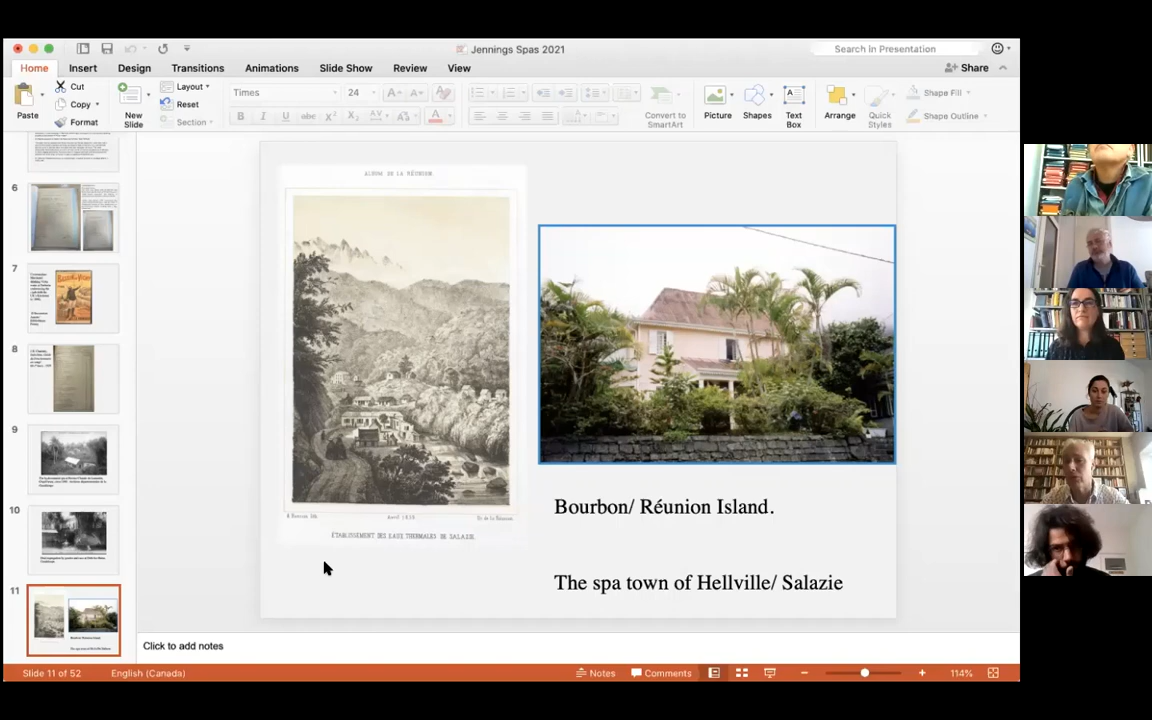 Jennings Spas 2021
Search in Presentation
Home Insert Design Transitions Animations Slide Show Review View
Share
Paste
Cut
Copy
Format
New
Slide
Layout
Reset
Section
Times
24
Convert to
SmartArt
Picture
Shapes
Text
Box
Arrange
Quick
Styles
Shape Fill
Shape Outline
6
7
8
9
10
11
ALBUM DE LA RÉUNION.
ÉTABLISSEMENT DES EAUX THERMALES DE SALAZIE.
Bourbon/ Réunion Island.
The spa town of Hellville/ Salazie
Click to add notes
Slide 11 of 52
English (Canada)
Notes
Comments
114%